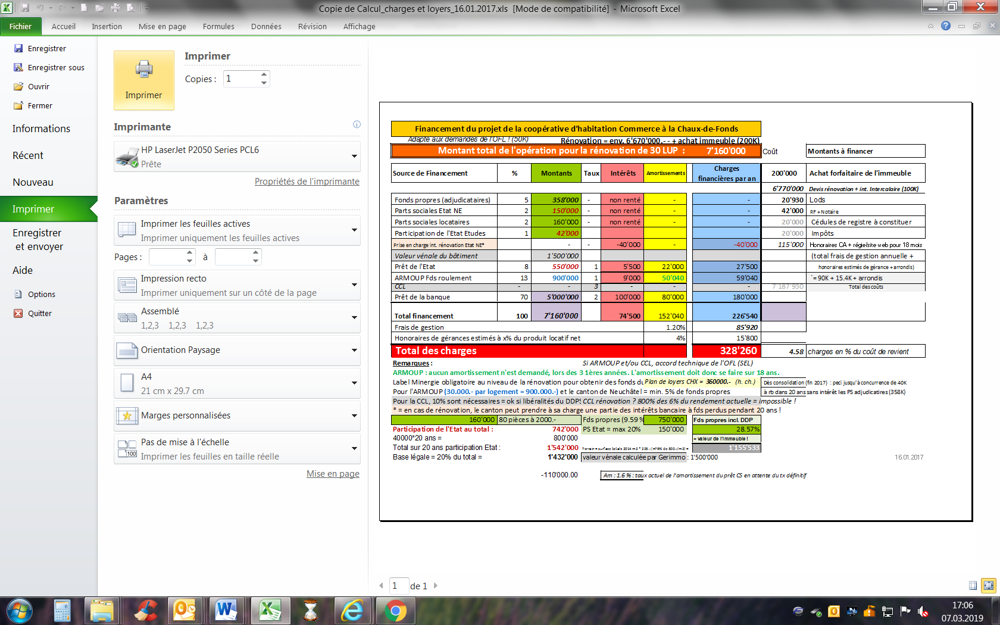 Copie de Calcul_charges et loyers_16.01.2017.xls [Mode de compatibilité] - Microsoft Excel
Fichier Accueil Insertion Mise en page Formules Données Révision Affichage
Enregistrer
Enregistrer sous
Ouvrir
Fermer
Informations
Récent
Nouveau
Imprimer
Enregistrer
et envoyer
Aide
Options
Quitter
Imprimer
Imprimer
Copies : 1
Imprimante
HP LaserJet P2050 Series PCL6
Prête
Propriétés de l'imprimante
Paramètres
Imprimer les feuilles actives
Imprimer uniquement les feuilles actives
Pages : à
Impression recto
Imprimer uniquement sur un côté de la page
Assemblé
1,2,3 1,2,3 1,2,3
Orientation Paysage
A4
21 cm x 29.7 cm
Marges personnalisées
Pas de mise à l'échelle
100
Imprimer les feuilles en taille réelle
Mise en page
Financement du projet de la coopérative d'habitation Commerce à la Chaux-de-Fonds
Adapté aux demandes de l'OFL ! (50K) Rénovation = env. 6'670'000.- - + achat immeuble (200K)
Montant total de l'opération pour la rénovation de 30 LUP : 7'160'000 Coût Montants à financer
Source de Financement % Montants Taux Intérêts Amortissements Charges financières par an 200'000 Achat forfaitaire de l'immeuble
6'770'000 Devis rénovation + int. Intercalaire (100K)
Fonds propres (adjudicataires) 5 358'000 - non renté - - 20'930 Lods
Parts sociales Etat NE 2 150'000 - non renté - - 42'000 RF + Notaire
Parts sociales locataires 2 160'000 - non renté - - 20'000 Cédules de registre à constituer
Participation de l'Etat Etudes 1 42'000 20'000 Impôts
Prise en charge int. rénovation Etat NE* - - -40'000 - -40'000 115'000 Honoraires CA + régie/site web pour 18 mois
Valeur vénale du bâtiment 1'500'000 (total frais de gestion annuelle +
Prêt de l'Etat 8 550'000 1 5'500 22'000 27'500 honoraires estimés de gérance + arrondis)
ARMOUP Fds roulement 13 900'000 1 9'000 50'040 59'040 `= 90K + 15.4K + arrondis
CCL - - 3 - - - 7'187'930 Total des coûts
Prêt de la banque 70 5'000'000 2 100'000 80'000 180'000
Total financement 100 7'160'000 74'500 152'040 226'540
Frais de gestion 1.20% 85'920
Honoraires de gérances estimés à x% du produit locatif net 4% 15'800
Total des charges 328'260 4.58 charges en % du coût de revient
Remarques : Si ARMOUP et/ou CCL, accord technique de l'OFL (SEL)
ARMOUP : aucun amortissement n'est demandé, lors des 3 1ères années. L'amortissement doit donc se faire sur 18 ans.
Label Minergie obligatoire au niveau de la rénovation pour obtenir des fonds du Plan de loyers CHX = 360000.- (h. ch.) Dès consolidation (fin 2017) : peci jusqu'à concurrence de 40K
Pour l'ARMOUP (30.000.- par logement = 900.000.-) et le canton de Neuchâtel = min. 5% de fonds propres à rb dans 20 ans sans intérêt les PS adjudicatires (358K)
Pour la CCL, 10% sont nécessaires = ok si libéralités du DDPS CCL rénovation ? 800% des 6% du rendement actuelle = impossible !
* = en cas de rénovation, le canton peut prendre à sa charge une partie des intérêts bancaire à fds perdus pendant 20 ans !
160'000 80 pièces à 2000.- Fds propres (9.59 % 750'000 Fds propres incl. DDP
Participation de l'Etat au total : 742'000 PS Etat = max 20% 150'000 28.57%
40000*20 ans = 800'000 + valeur de l'immeuble !
Total sur 20 ans participation Etat : 1'542'000 1'155'533
Base légale = 20% du total = 1'432'000 valeur vénale calculée par Gerimmo : 1'500'000 16.01.2017
-110'000.00 Am : 1.6 % : taux actuel de l'amortissement du prêt CS en attente du tx définitif
1 de 1
17:06
07.03.2019